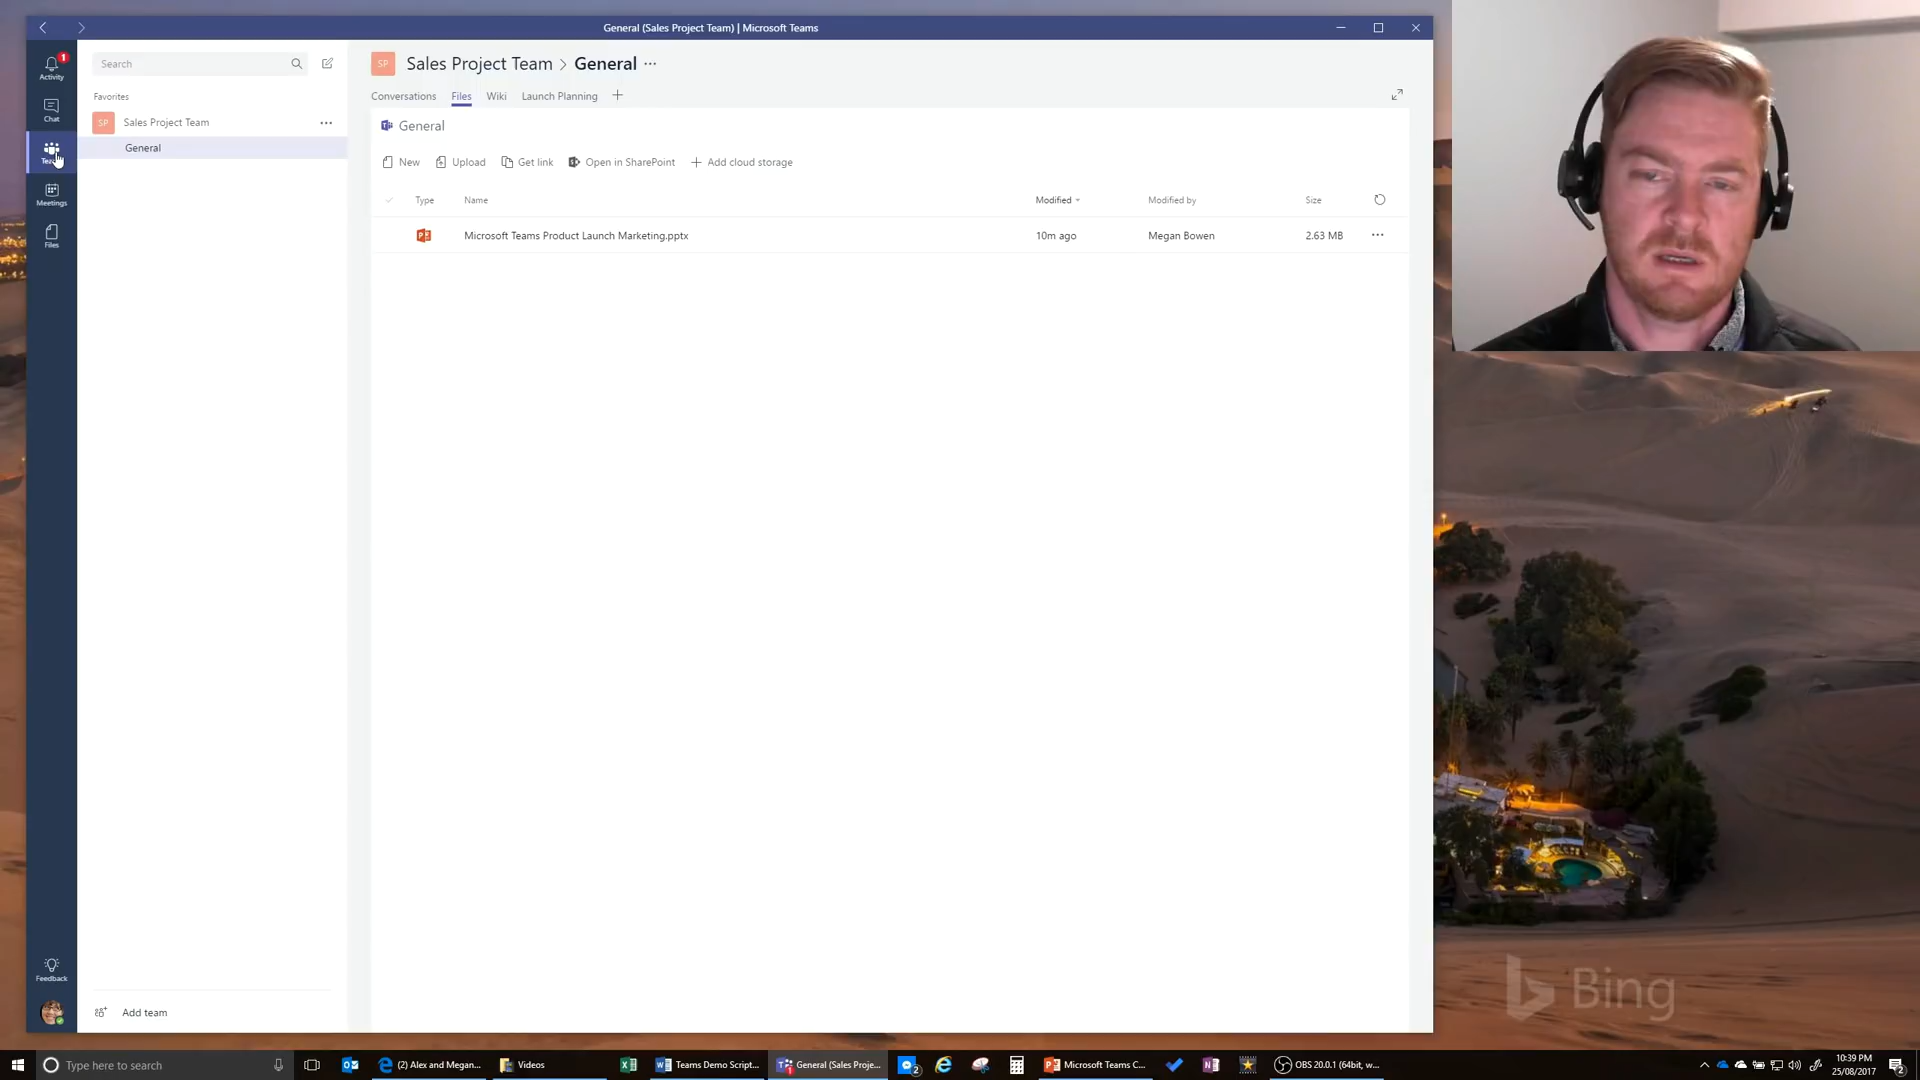 General (Sales Project Team) | Microsoft Teams
1
Activity
Chat
Meetings
Files
Feedback
Search
Favorites
SP Sales Project Team ···
General
Add team
SP Sales Project Team > General ···
Conversations Files Wiki Launch Planning +
General
New Upload Get link Open in SharePoint + Add cloud storage
Type Name Modified Modified by Size
Microsoft Teams Product Launch Marketing.pptx 10m ago Megan Bowen 2.63 MB ···
Bing
Type here to search
(2) Alex and Megan...
Videos
Teams Demo Script...
General (Sales Proje...
2
Microsoft Teams C...
OBS 20.0.1 (64bit, w...
10:39 PM
25/08/2017
2